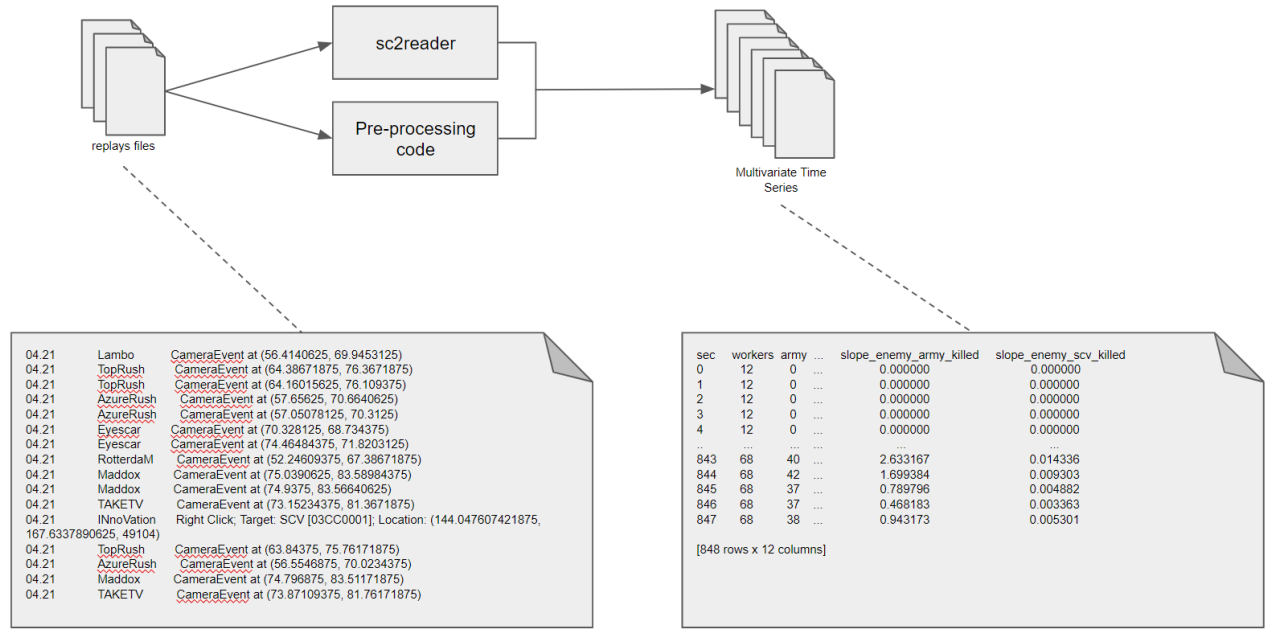 sc2reader
Pre-processing
code
replays files
Multivariate Time
Series
04.21 Lambo CameraEvent at (56.4140625, 69.9453125)
04.21 TopRush CameraEvent at (64.38671875, 76.3671875)
04.21 TopRush CameraEvent at (64.16015625, 76.109375)
04.21 AzureRush CameraEvent at (57.65625, 70.6640625)
04.21 AzureRush CameraEvent at (57.05078125, 70.3125)
04.21 Eyescar CameraEvent at (70.328125, 68.734375)
04.21 Eyescar CameraEvent at (74.46484375, 71.8203125)
04.21 RotterdaM CameraEvent at (52.24609375, 67.38671875)
04.21 Maddox CameraEvent at (75.0390625, 83.58984375)
04.21 Maddox CameraEvent at (74.9375, 83.56640625)
04.21 TAKETV CameraEvent at (73.15234375, 81.3671875)
04.21 INnoVation Right Click; Target: SCV [03CC0001]; Location: (144.047607421875,
167.6337890625, 49104)
04.21 TopRush CameraEvent at (63.84375, 75.76171875)
04.21 AzureRush CameraEvent at (56.5546875, 70.0234375)
04.21 Maddox CameraEvent at (74.796875, 83.51171875)
04.21 TAKETV CameraEvent at (73.87109375, 81.76171875)
sec workers army ... slope_enemy_army_killed slope_enemy_scv_killed
0 12 0 ... 0.000000 0.000000
1 12 0 ... 0.000000 0.000000
2 12 0 ... 0.000000 0.000000
3 12 0 ... 0.000000 0.000000
4 12 0 ... 0.000000 0.000000
.. ... ... ... ... ...
843 68 40 ... 2.633167 0.014336
844 68 42 ... 1.699384 0.009303
845 68 37 ... 0.789796 0.004882
846 68 37 ... 0.468183 0.003363
847 68 38 ... 0.943173 0.005301
[848 rows x 12 columns]